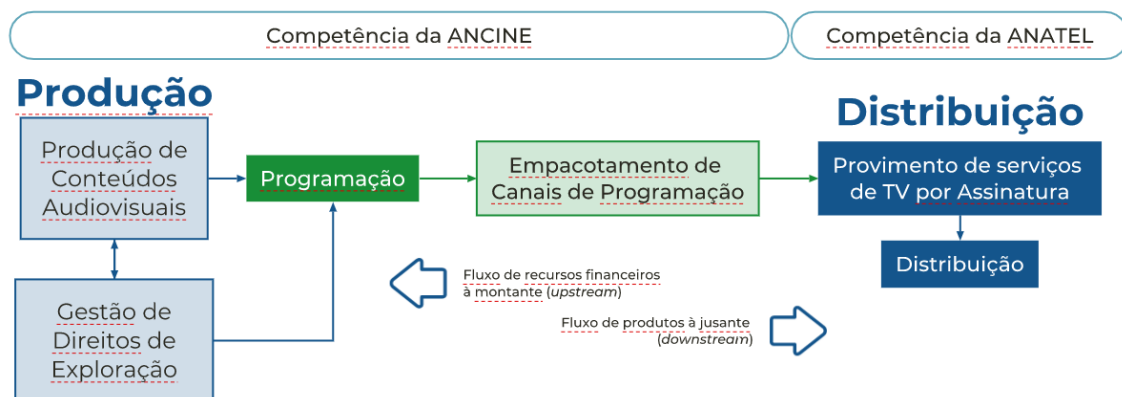 Competência da ANCINE
Competência da ANATEL
Produção
Distribuição
Produção de
Conteúdos
Audiovisuais
Programação
Empacotamento de
Canais de Programação
Provimento de serviços
de TV por Assinatura
Distribuição
Gestão de
Direitos de
Exploração
Fluxo de recursos financeiros
à montante (upstream)
Fluxo de produtos à jusante
(downstream)